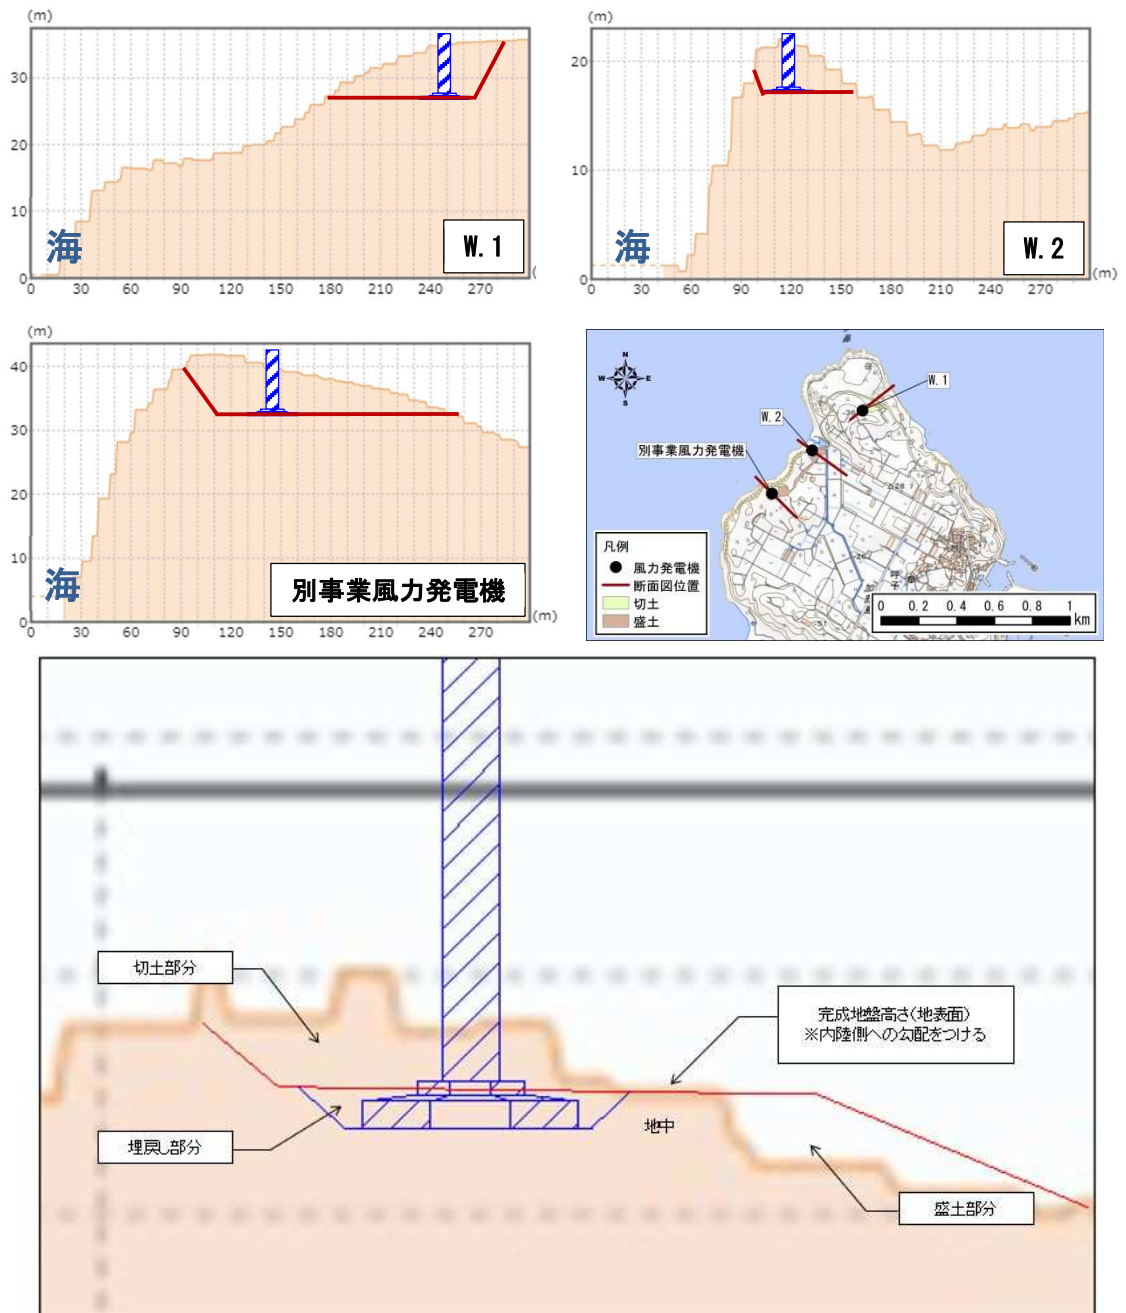 (m)
30
20
10
0
海
W.1
0 30 60 90 120 150 180 210 240 270
(m)
20
10
0
海
W.2
0 30 60 90 120 150 180 210 240 270
(m)
(m)
40
30
20
10
0
海
別事業風力発電機
0 30 60 90 120 150 180 210 240 270
(m)
N
W E
S
W.1
W.2
別事業風力発電機
凡例
風力発電機
断面図位置
切土
盛土
0 0.2 0.4 0.6 0.8 1
km
切土部分
完成地盤高さ(地表面)
※内陸側への勾配をつける
埋戻し部分
地中
盛土部分